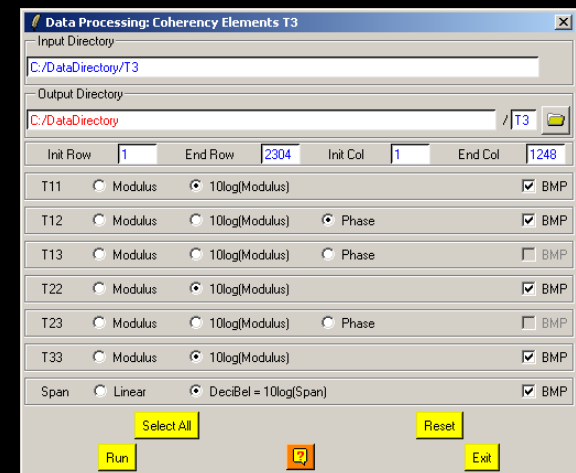 Data Processing: Coherency Elements T3
Input Directory
C:/DataDirectory/T3
Output Directory
C:/DataDirectory / T3
Init Row 1 End Row 2304 Init Col 1 End Col 1248
T11 Modulus 10log(Modulus) BMP
T12 Modulus 10log(Modulus) Phase BMP
T13 Modulus 10log(Modulus) Phase BMP
T22 Modulus 10log(Modulus) BMP
T23 Modulus 10log(Modulus) Phase BMP
T33 Modulus 10log(Modulus) BMP
Span Linear DeciBel = 10log(Span) BMP
Select All Reset
Run ? Exit